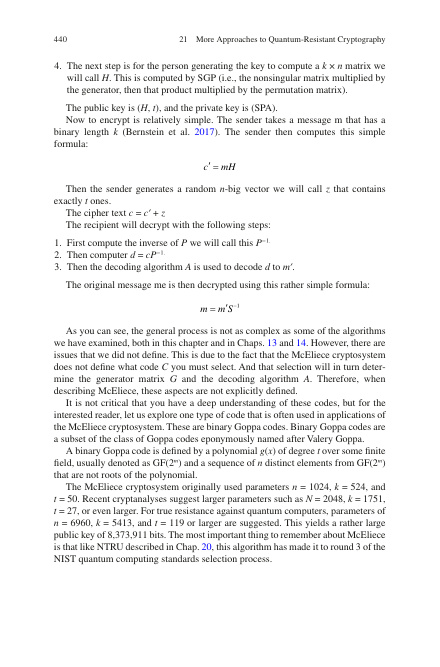 440 21 More Approaches to Quantum-Resistant Cryptography
4. The next step is for the person generating the key to compute a k × n matrix we
will call H. This is computed by SGP (i.e., the nonsingular matrix multiplied by
the generator, then that product multiplied by the permutation matrix).
The public key is (H, t), and the private key is (SPA).
Now to encrypt is relatively simple. The sender takes a message m that has a
binary length k (Bernstein et al. 2017). The sender then computes this simple
formula:
c′ = mH
Then the sender generates a random n-big vector we will call z that contains
exactly t ones.
The cipher text c = c′ + z
The recipient will decrypt with the following steps:
1. First compute the inverse of P we will call this P⁻¹.
2. Then computer d = cP⁻¹.
3. Then the decoding algorithm A is used to decode d to m′.
The original message me is then decrypted using this rather simple formula:
m = m′S⁻¹
As you can see, the general process is not as complex as some of the algorithms
we have examined, both in this chapter and in Chaps. 13 and 14. However, there are
issues that we did not define. This is due to the fact that the McEliece cryptosystem
does not define what code C you must select. And that selection will in turn deter-
mine the generator matrix G and the decoding algorithm A. Therefore, when
describing McEliece, these aspects are not explicitly defined.
It is not critical that you have a deep understanding of these codes, but for the
interested reader, let us explore one type of code that is often used in applications of
the McEliece cryptosystem. These are binary Goppa codes. Binary Goppa codes are
a subset of the class of Goppa codes eponymously named after Valery Goppa.
A binary Goppa code is defined by a polynomial g(x) of degree t over some finite
field, usually denoted as GF(2ᵐ) and a sequence of n distinct elements from GF(2ᵐ)
that are not roots of the polynomial.
The McEliece cryptosystem originally used parameters n = 1024, k = 524, and
t = 50. Recent cryptanalyses suggest larger parameters such as N = 2048, k = 1751,
t = 27, or even larger. For true resistance against quantum computers, parameters of
n = 6960, k = 5413, and t = 119 or larger are suggested. This yields a rather large
public key of 8,373,911 bits. The most important thing to remember about McEliece
is that like NTRU described in Chap. 20, this algorithm has made it to round 3 of the
NIST quantum computing standards selection process.